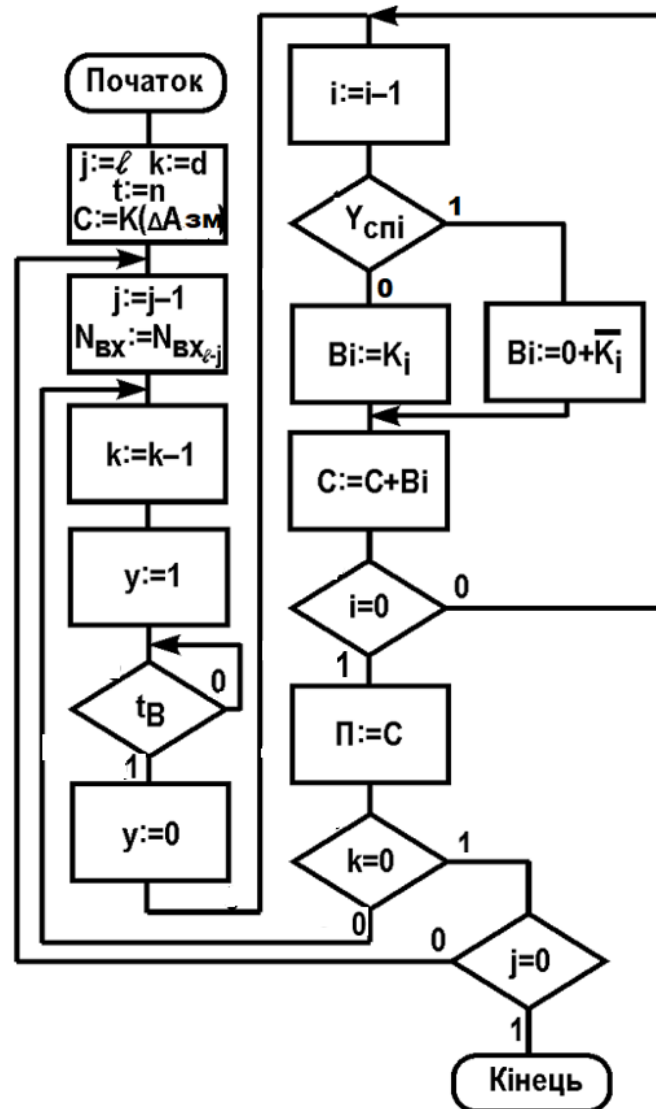 Початок
j:=ℓ k:=d
t:=n
C:=K(ΔAзм)
j:=j–1
Nвх:=Nвхℓ-j
k:=k–1
y:=1
tв
0
1
y:=0
i:=i–1
Yспi
1
0
Bi:=Ki
Bi:=0+K̅i̅
C:=C+Bi
i=0
0
1
П:=C
k=0
1
0
0
j=0
1
Кінець